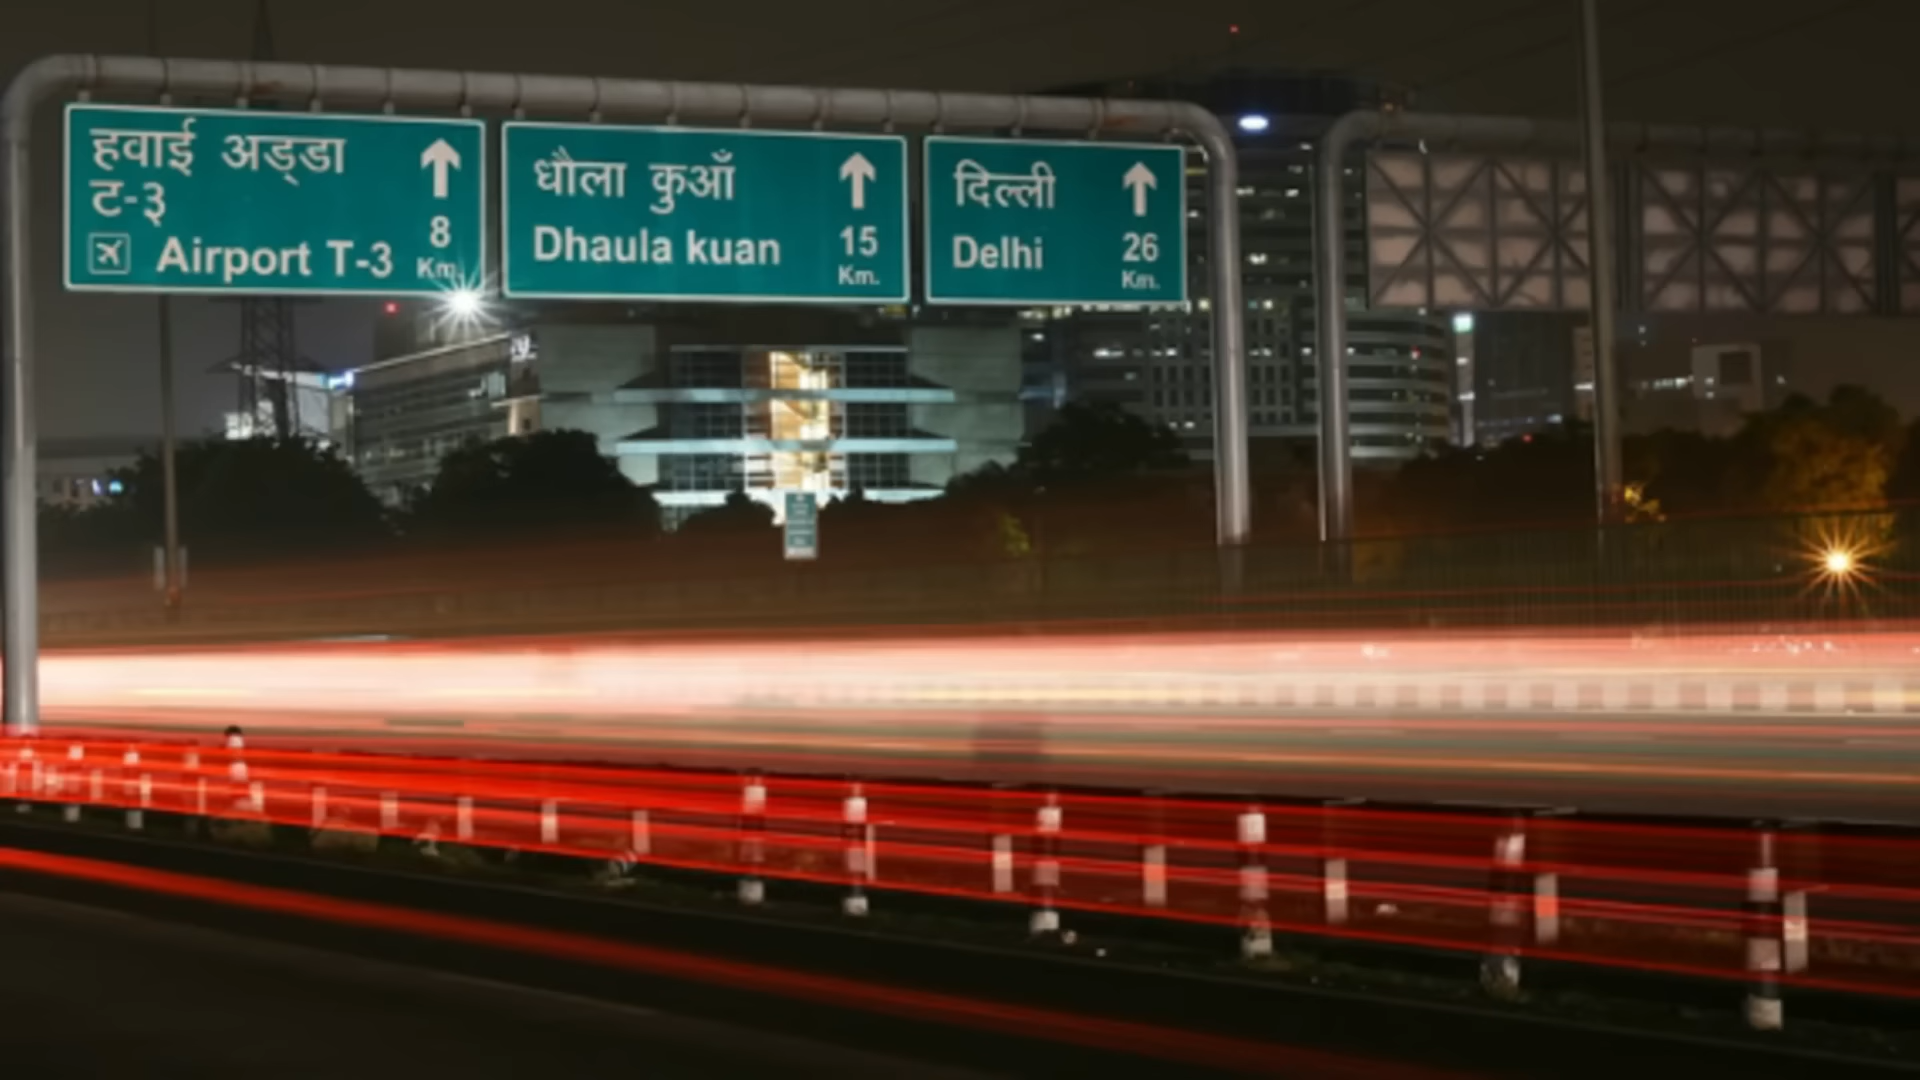 हवाई अड्डा
ट-३
Airport T-3
8
Km.
धौला कुआँ
Dhaula kuan
15
Km.
दिल्ली
Delhi
26
Km.